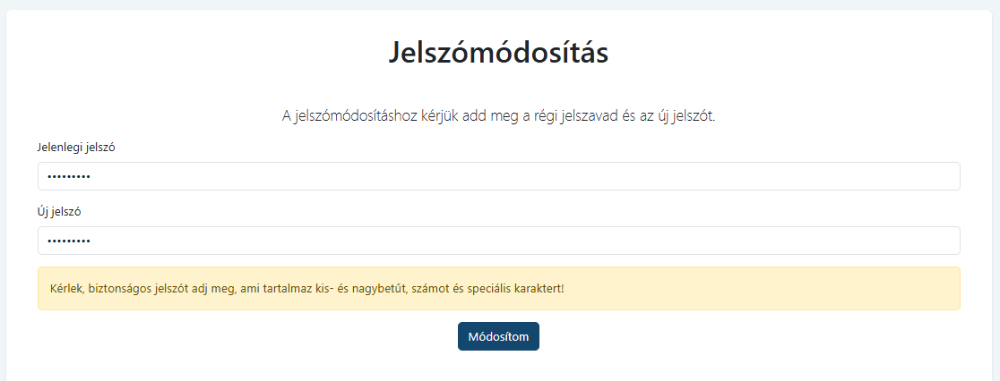 Jelszómódosítás
A jelszómódosításhoz kérjük add meg a régi jelszavad és az új jelszót.
Jelenlegi jelszó
•••••••••
Új jelszó
•••••••••
Kérlek, biztonságos jelszót adj meg, ami tartalmaz kis- és nagybetűt, számot és speciális karaktert!
Módosítom